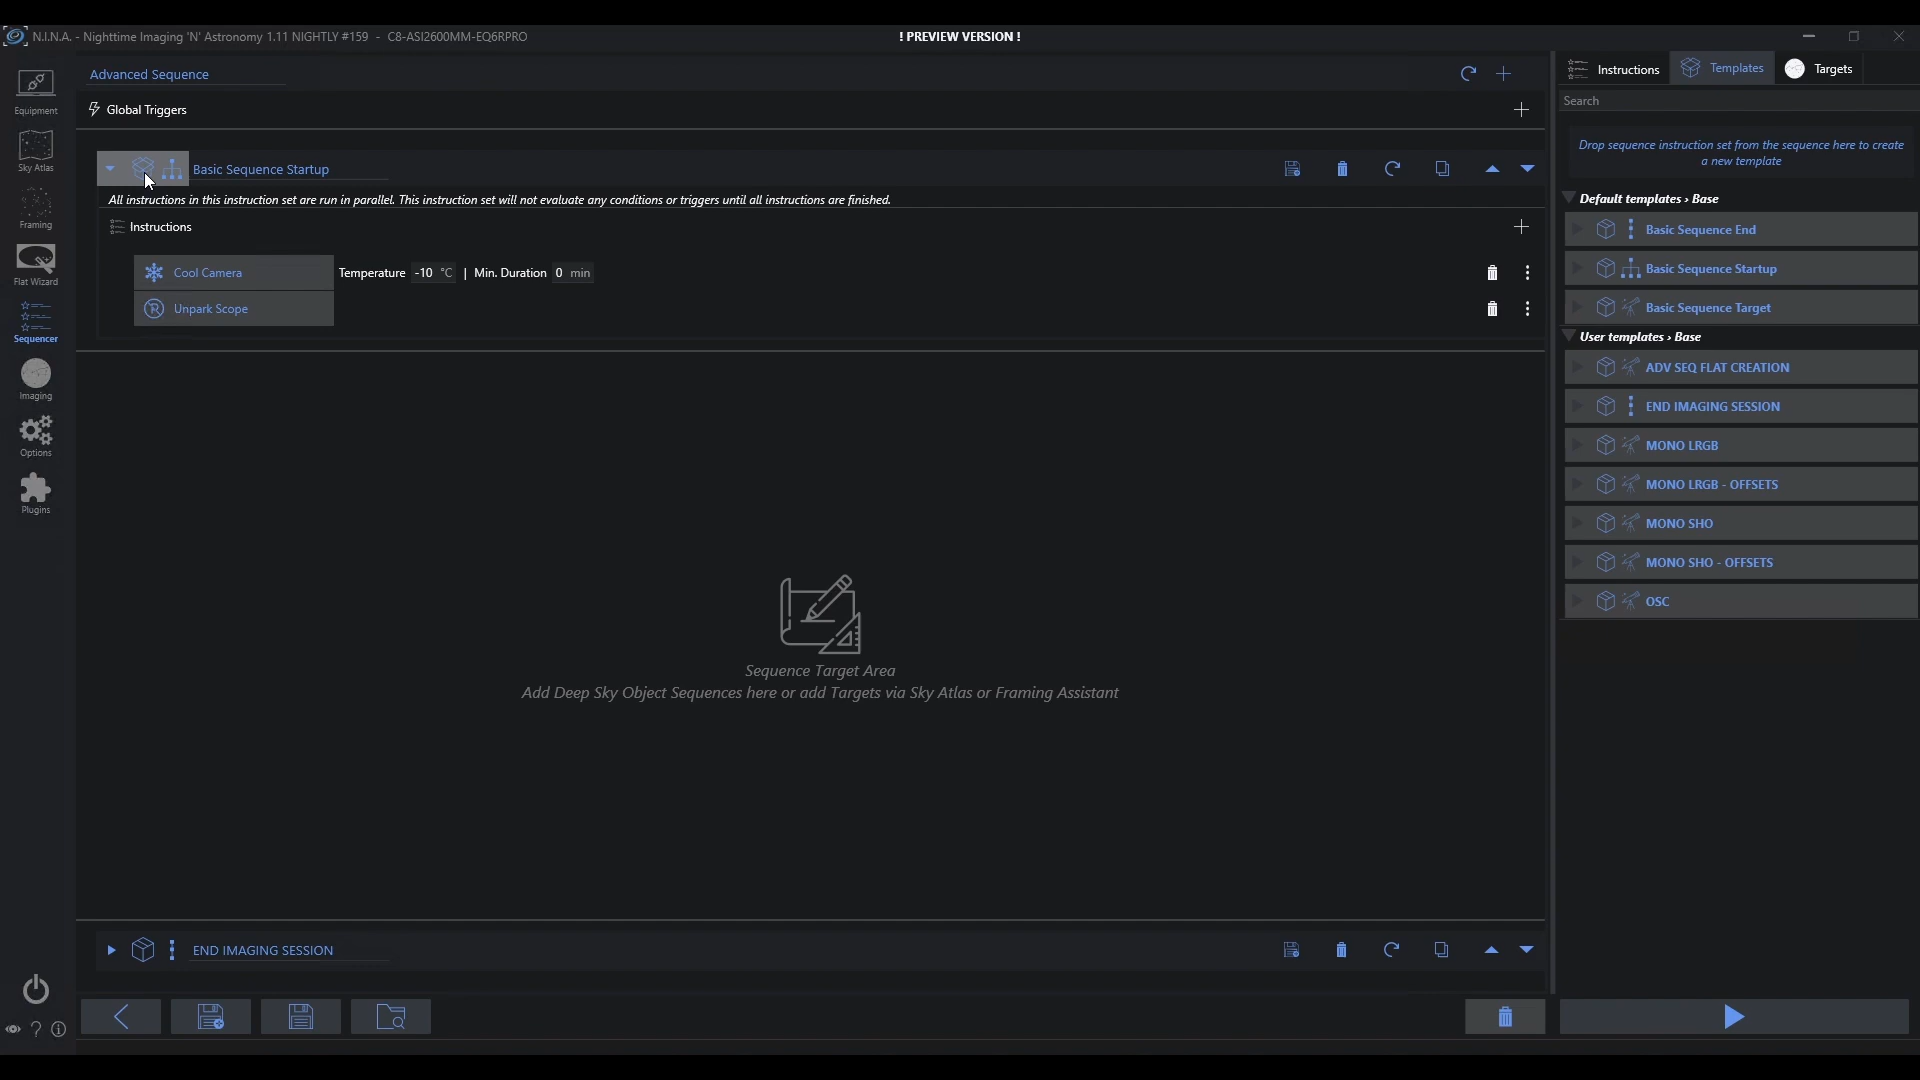 N.I.N.A. - Nighttime Imaging 'N' Astronomy 1.11 NIGHTLY #159 - C8-ASI2600MM-EQ6RPRO
! PREVIEW VERSION !
Equipment
Sky Atlas
Framing
Flat Wizard
Sequencer
Imaging
Options
Plugins
Advanced Sequence
Global Triggers
Basic Sequence Startup
All instructions in this instruction set are run in parallel. This instruction set will not evaluate any conditions or triggers until all instructions are finished.
Instructions
Cool Camera Temperature -10 °C | Min. Duration 0 min
Unpark Scope
Sequence Target Area
Add Deep Sky Object Sequences here or add Targets via Sky Atlas or Framing Assistant
END IMAGING SESSION
Instructions Templates Targets
Search
Drop sequence instruction set from the sequence here to create
a new template
Default templates › Base
Basic Sequence End
Basic Sequence Startup
Basic Sequence Target
User templates › Base
ADV SEQ FLAT CREATION
END IMAGING SESSION
MONO LRGB
MONO LRGB - OFFSETS
MONO SHO
MONO SHO - OFFSETS
OSC